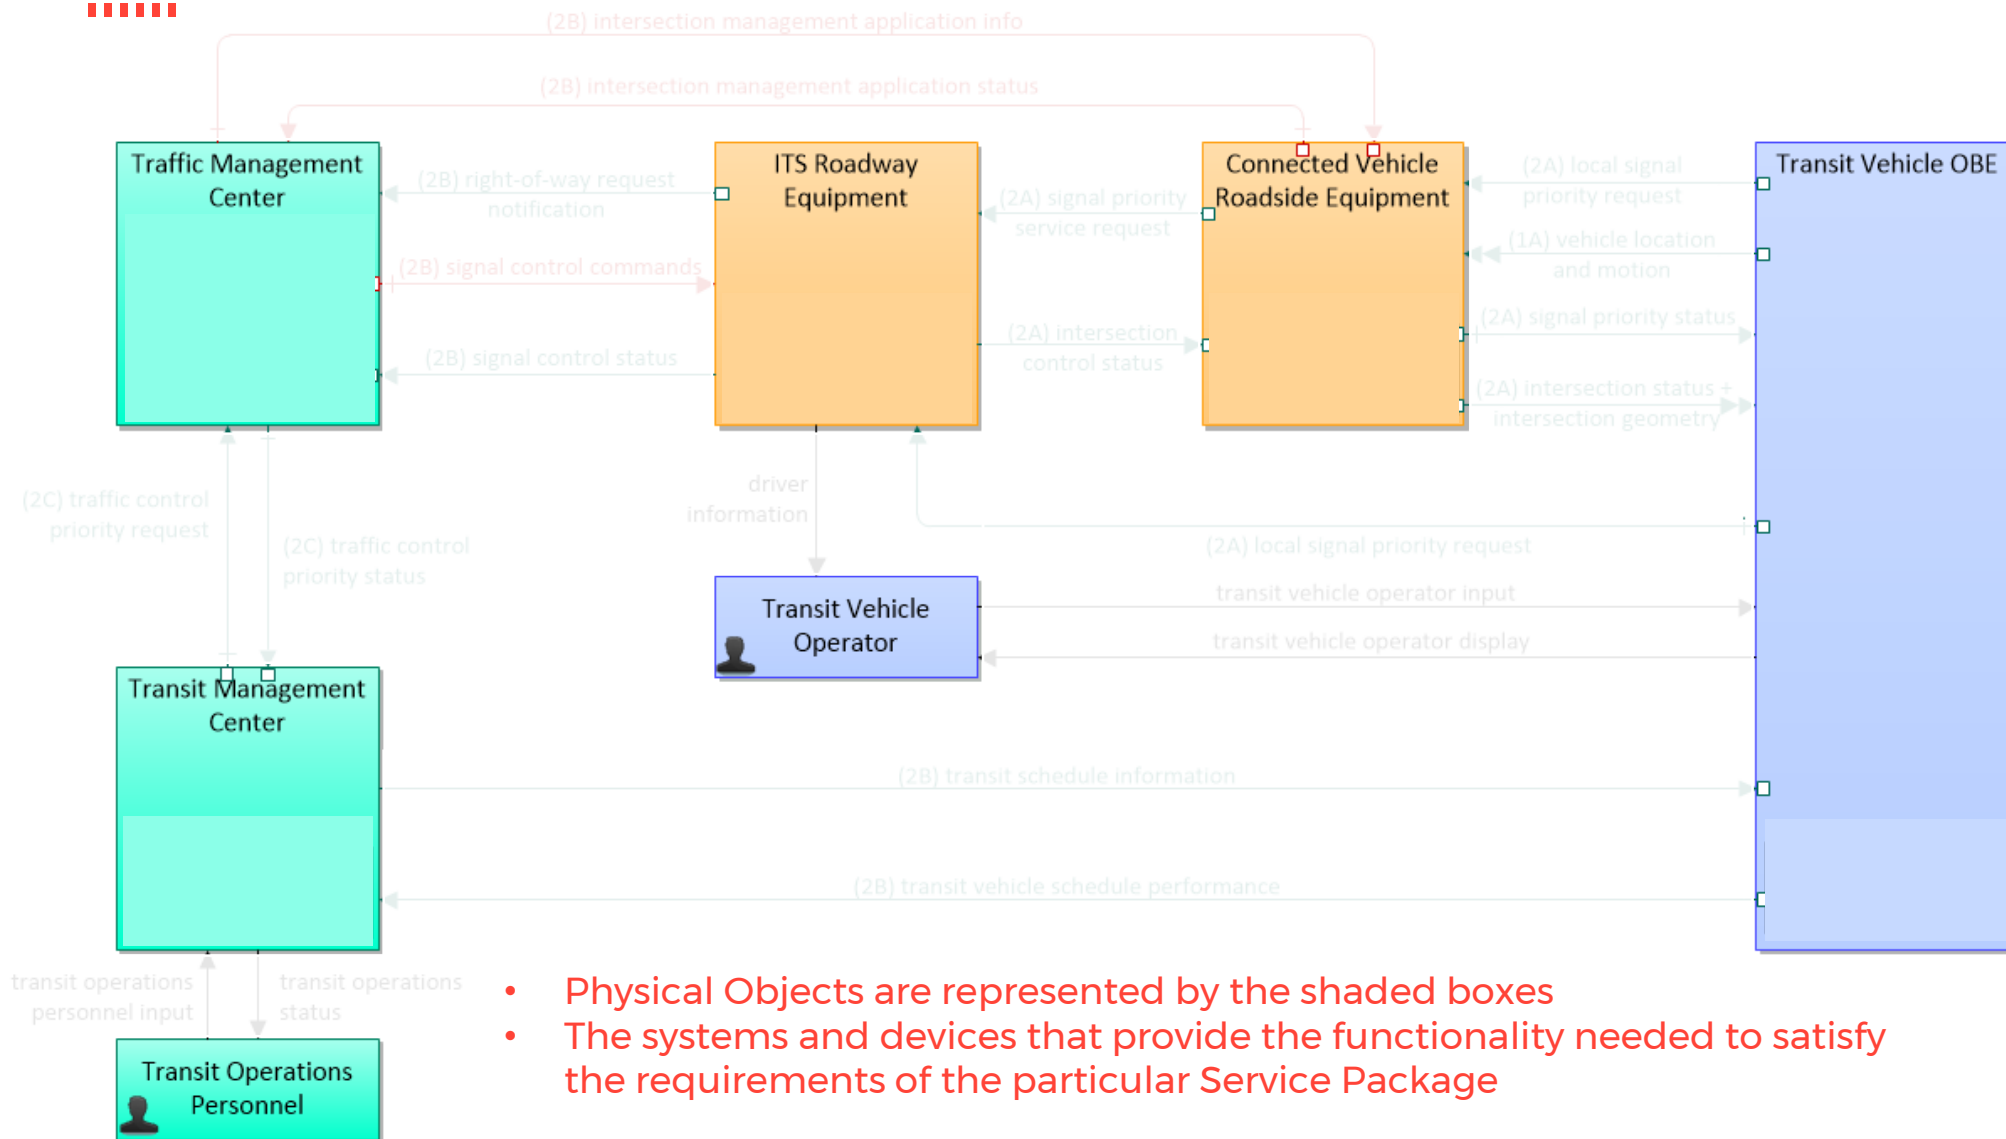 (2B) intersection management application info
(2B) intersection management application status
Traffic Management
Center
ITS Roadway
Equipment
Connected Vehicle
Roadside Equipment
Transit Vehicle OBE
(2B) right-of-way request
notification
(2A) signal priority
service request
(2A) local signal
priority request
(1A) vehicle location
and motion
(2B) signal control commands
(2A) signal priority status
(2A) intersection
control status
(2B) signal control status
(2A) intersection status +
intersection geometry
driver
information
(2C) traffic control
priority request
(2C) traffic control
priority status
(2A) local signal priority request
transit vehicle operator input
transit vehicle operator display
Transit Vehicle
Operator
Transit Management
Center
(2B) transit schedule information
(2B) transit vehicle schedule performance
transit operations
personnel input
transit operations
status
• Physical Objects are represented by the shaded boxes
• The systems and devices that provide the functionality needed to satisfy
the requirements of the particular Service Package
Transit Operations
Personnel